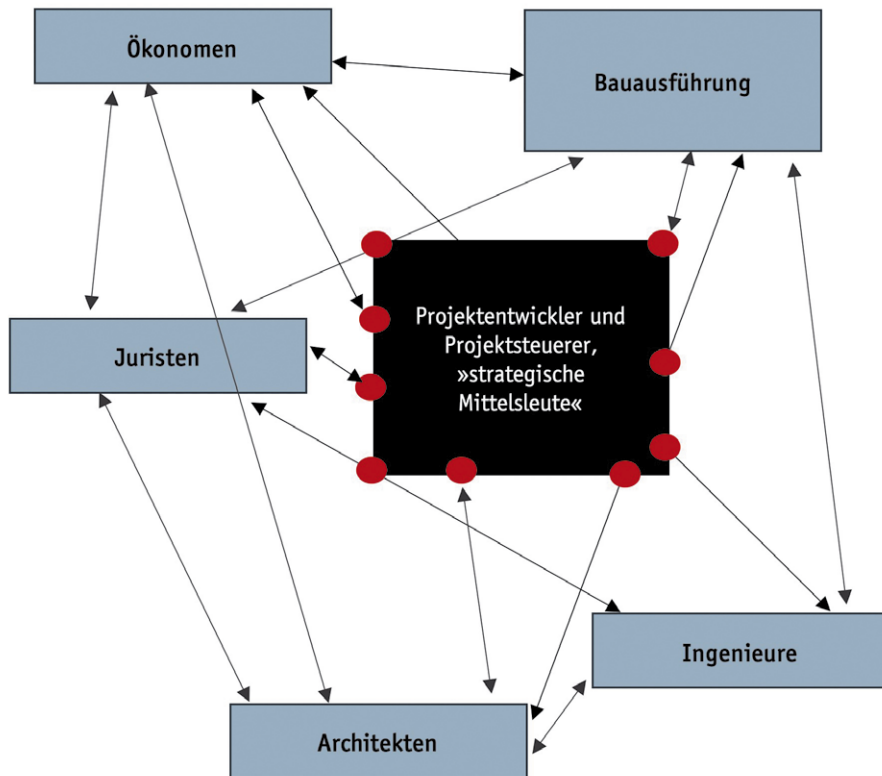 Ökonomen
Bauausführung
Projektentwickler und
Projektsteuerer,
»strategische
Mittelsleute«
Juristen
Ingenieure
Architekten